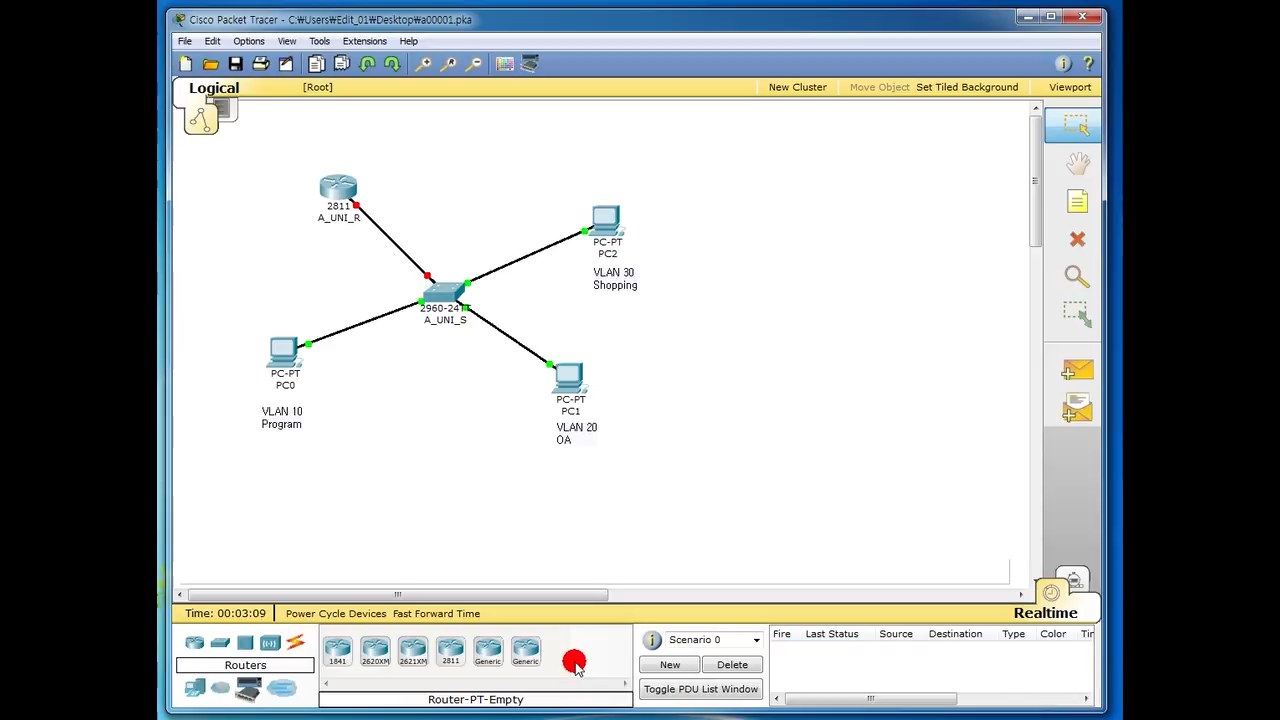 Cisco Packet Tracer - C:₩Users₩Edit_01₩Desktop₩a00001.pka
File Edit Options View Tools Extensions Help
Logical [Root] New Cluster Move Object Set Tiled Background Viewport
2811
A_UNI_R
PC-PT
PC2
VLAN 30
Shopping
2960-24TT
A_UNI_S
PC-PT
PC0
VLAN 10
Program
PC-PT
PC1
VLAN 20
OA
Time: 00:03:09 Power Cycle Devices Fast Forward Time Realtime
Routers
1841 2620XM 2621XM 2811 Generic Generic
Router-PT-Empty
Scenario 0
New Delete
Toggle PDU List Window
Fire Last Status Source Destination Type Color